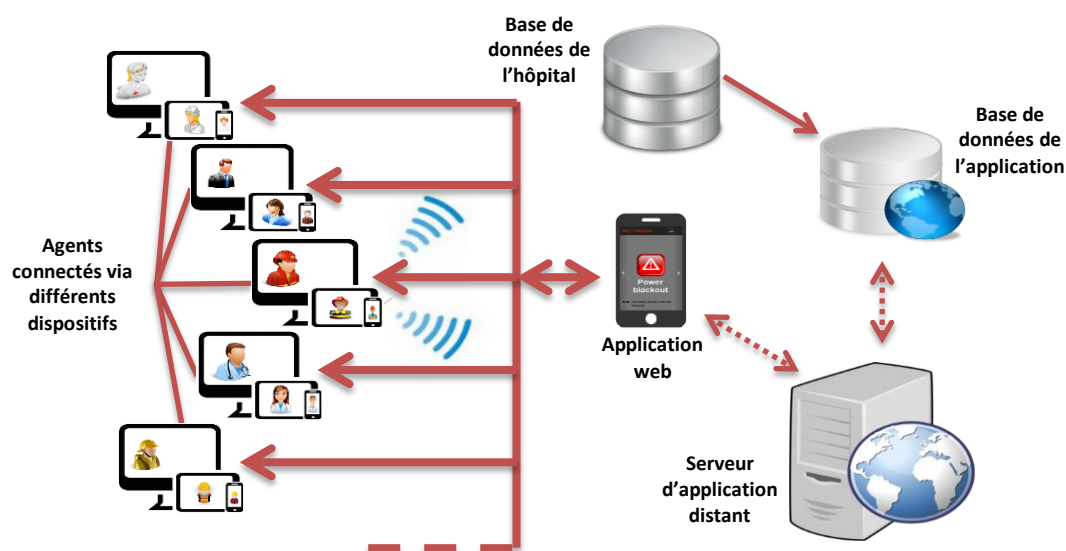 Base de
données de
l'hôpital
Base de
données de
l'application
Agents
connectés via
différents
dispositifs
Power
blackout
Application
web
Serveur
d'application
distant